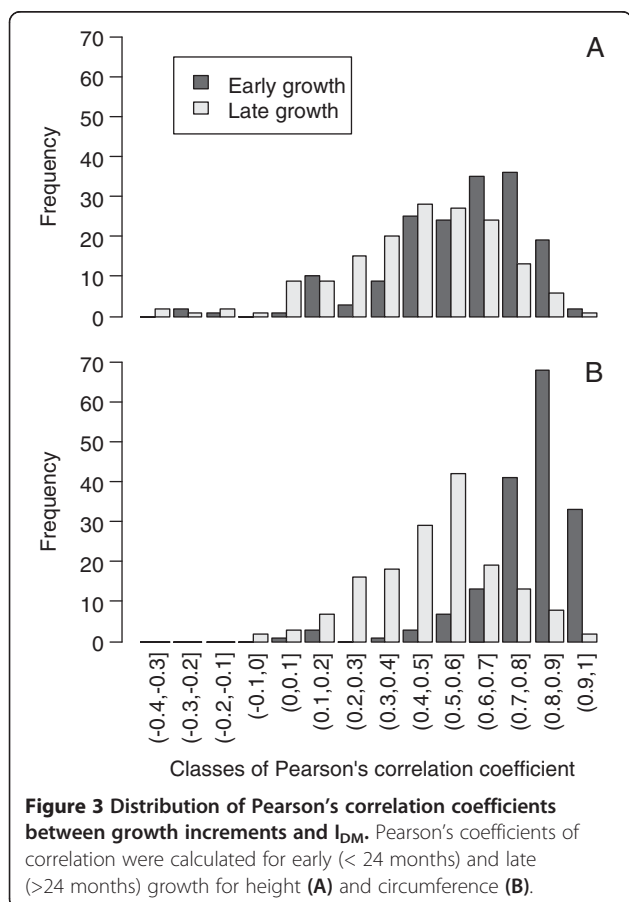 A
70
60
50
40
30
20
10
0
Frequency
Early growth
Late growth
B
70
60
50
40
30
20
10
0
Frequency
(-0.4,-0.3]
(-0.3,-0.2]
(-0.2,-0.1]
(-0.1,0]
(0,0.1]
(0.1,0.2]
(0.2,0.3]
(0.3,0.4]
(0.4,0.5]
(0.5,0.6]
(0.6,0.7]
(0.7,0.8]
(0.8,0.9]
(0.9,1]
Classes of Pearson's correlation coefficient
Figure 3 Distribution of Pearson's correlation coefficients
between growth increments and IDM. Pearson's coefficients of
correlation were calculated for early (< 24 months) and late
(>24 months) growth for height (A) and circumference (B).